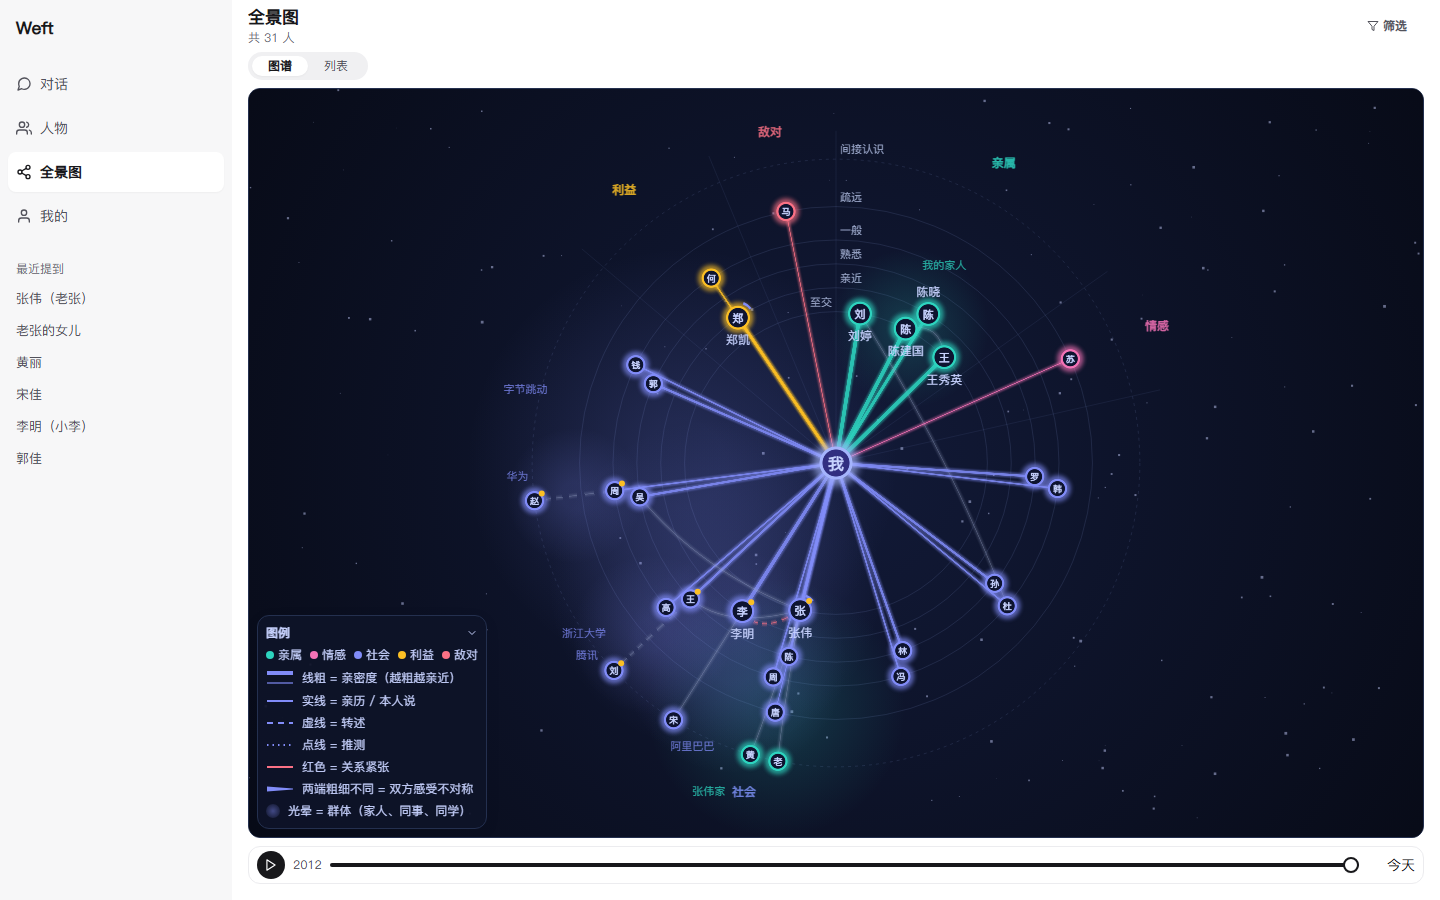 Weft
对话
人物
全景图
我的
最近提到
张伟（老张）
老张的女儿
黄丽
宋佳
李明（小李）
郭佳
全景图
共 31 人
筛选
图谱
列表
敌对
间接认识
亲属
利益
疏远
马
一般
熟悉
我的家人
亲近
何
陈晓
至交
刘
陈
郑
陈
情感
郑凯
刘婷
陈建国
王
苏
钱
王秀英
郭
字节跳动
我
华为
罗
周
韩
吴
赵
孙
王
高
李
张
杜
浙江大学
李明
张伟
林
腾讯
陈
刘
周
冯
唐
宋
阿里巴巴
黄
老
张伟家
社会
图例
亲属
情感
社会
利益
敌对
线粗 = 亲密度（越粗越亲近）
实线 = 亲历 / 本人说
虚线 = 转述
点线 = 推测
红色 = 关系紧张
两端粗细不同 = 双方感受不对称
光晕 = 群体（家人、同事、同学）
2012
今天